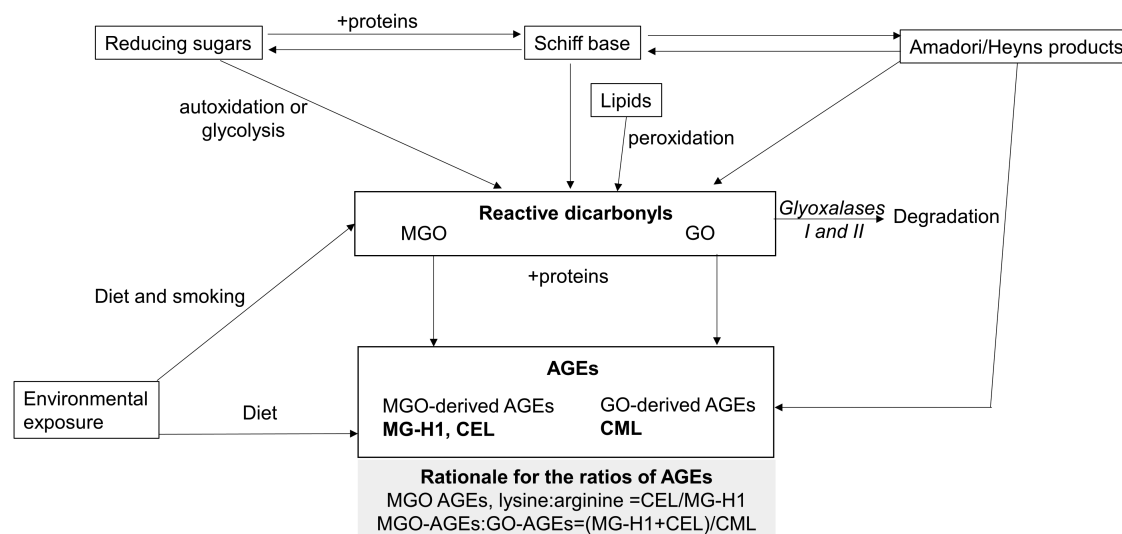 +proteins
Reducing sugars
Schiff base
Amadori/Heyns products
Lipids
autoxidation or
glycolysis
peroxidation
Reactive dicarbonyls
MGO
GO
Glyoxalases
I and II
Degradation
+proteins
Diet and smoking
AGEs
Environmental
exposure
Diet
MGO-derived AGEs
MG-H1, CEL
GO-derived AGEs
CML
Rationale for the ratios of AGEs
MGO AGEs, lysine:arginine =CEL/MG-H1
MGO-AGEs:GO-AGEs=(MG-H1+CEL)/CML